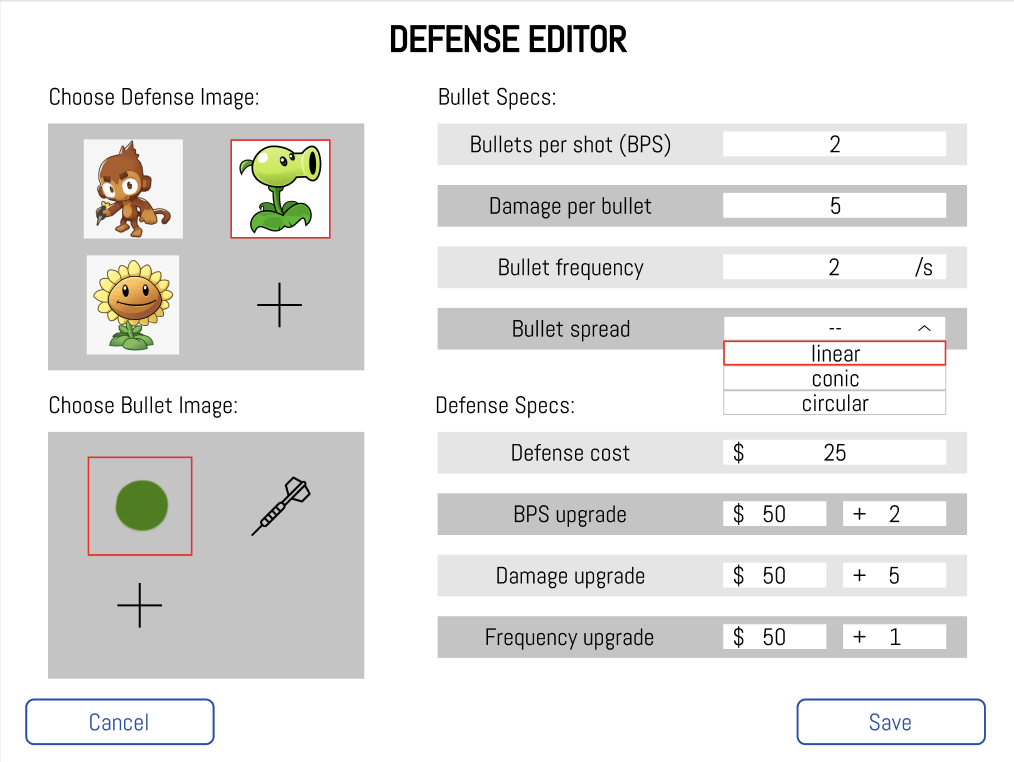 DEFENSE EDITOR
Choose Defense Image:
Choose Bullet Image:
Bullet Specs:
Bullets per shot (BPS) 2
Damage per bullet 5
Bullet frequency 2 /s
Bullet spread --
linear
conic
circular
Defense Specs:
Defense cost $ 25
BPS upgrade $ 50 + 2
Damage upgrade $ 50 + 5
Frequency upgrade $ 50 + 1
Cancel
Save